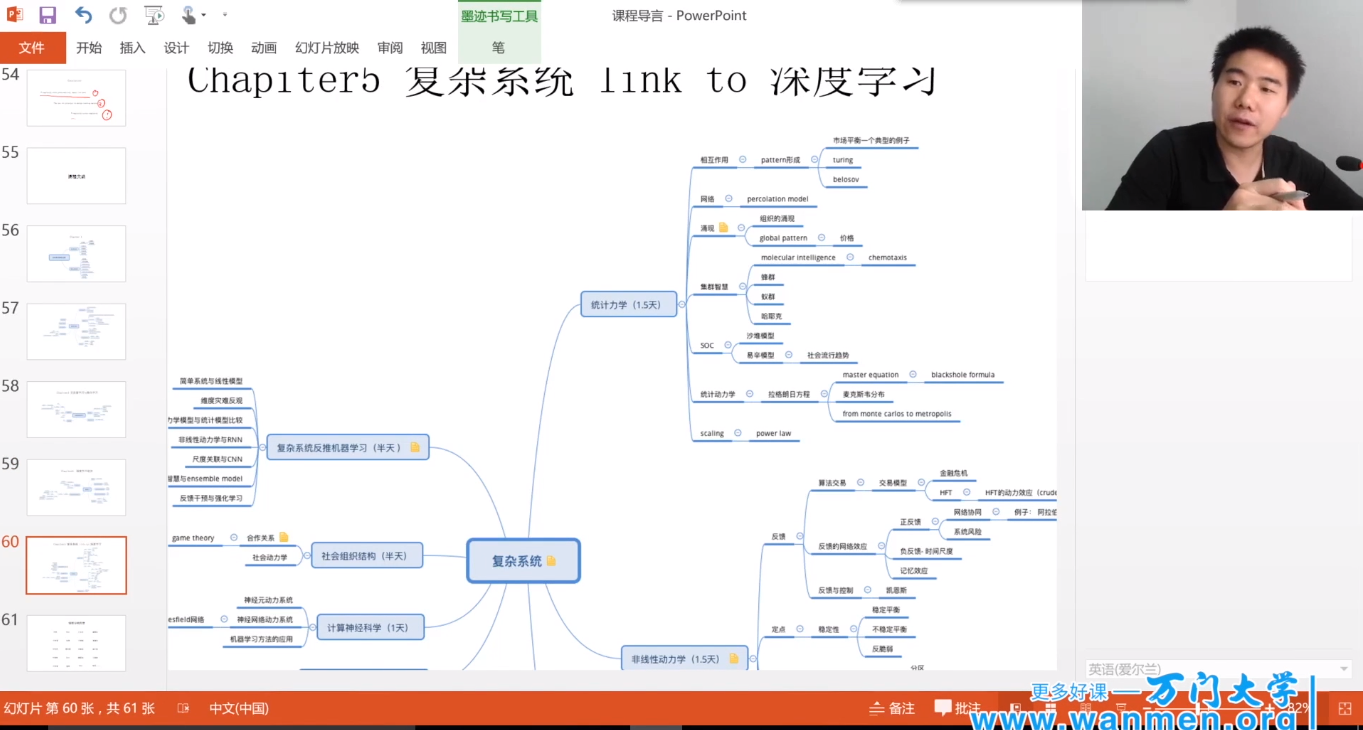 课程导言 - PowerPoint
墨迹书写工具
文件 开始 插入 设计 切换 动画 幻灯片放映 审阅 视图 笔
54
55
56
57
58
59
60
61
Chapiter5 复杂系统 link to 深度学习
市场平衡一个典型的例子
相互作用 pattern形成 turing
belosov
网络 percolation model
涌现 组织的涌现
global pattern 价格
molecular intelligence chemotaxis
集群智慧 蜂群
蚁群
哈耶克
SOC 沙堆模型
易辛模型 社会流行趋势
统计力学（1.5天）
master equation blackshole formula
统计动力学 拉格朗日方程 麦克斯韦分布
from monte carlos to metropolis
scaling power law
简单系统与线性模型
维度灾难反观
力学模型与统计模型比较
非线性动力学与RNN
尺度关联与CNN
智慧与ensemble model
反馈干预与强化学习
复杂系统反推机器学习（半天）
game theory 合作关系
社会动力学
社会组织结构（半天）
复杂系统
神经元动力系统
esfield网络 神经网络动力系统
机器学习方法的应用
计算神经科学（1天）
非线性动力学（1.5天）
金融危机
算法交易 交易模型
HFT HFT的动力效应（crude
反馈 网络协同 例子： 阿拉伯
正反馈
系统风险
反馈的网络效应 负反馈- 时间尺度
记忆效应
反馈与控制 凯恩斯
稳定平衡
定点 稳定性 不稳定平衡
反脆弱
分区
英语(爱尔兰)
幻灯片 第 60 张，共 61 张 中文(中国) 备注 批注 82%
更多好课 — 万门大学
www.wanmen.org